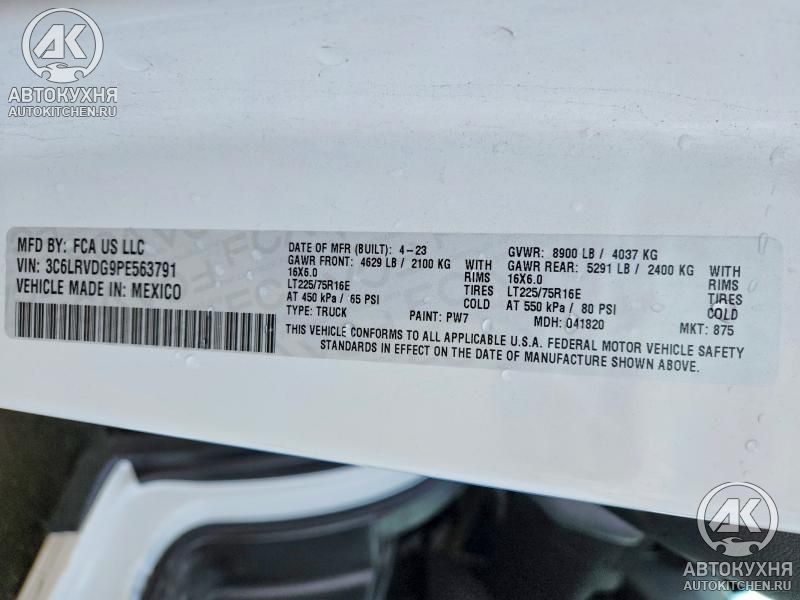 AK
АВТОКУХНЯ
AUTOKITCHEN.RU
MFD BY: FCA US LLC
VIN: 3C6LRVDG9PE563791
VEHICLE MADE IN: MEXICO
DATE OF MFR (BUILT): 4-23
GAWR FRONT: 4629 LB / 2100 KG WITH
16X6.0 RIMS
LT225/75R16E TIRES
AT 450 kPa / 65 PSI COLD
TYPE: TRUCK PAINT: PW7
GVWR: 8900 LB / 4037 KG
GAWR REAR: 5291 LB / 2400 KG WITH
16X6.0 RIMS
LT225/75R16E TIRES
AT 550 kPa / 80 PSI COLD
MDH: 041820 MKT: 875
THIS VEHICLE CONFORMS TO ALL APPLICABLE U.S.A. FEDERAL MOTOR VEHICLE SAFETY
STANDARDS IN EFFECT ON THE DATE OF MANUFACTURE SHOWN ABOVE.
AK
АВТОКУХНЯ
AUTOKITCHEN.RU